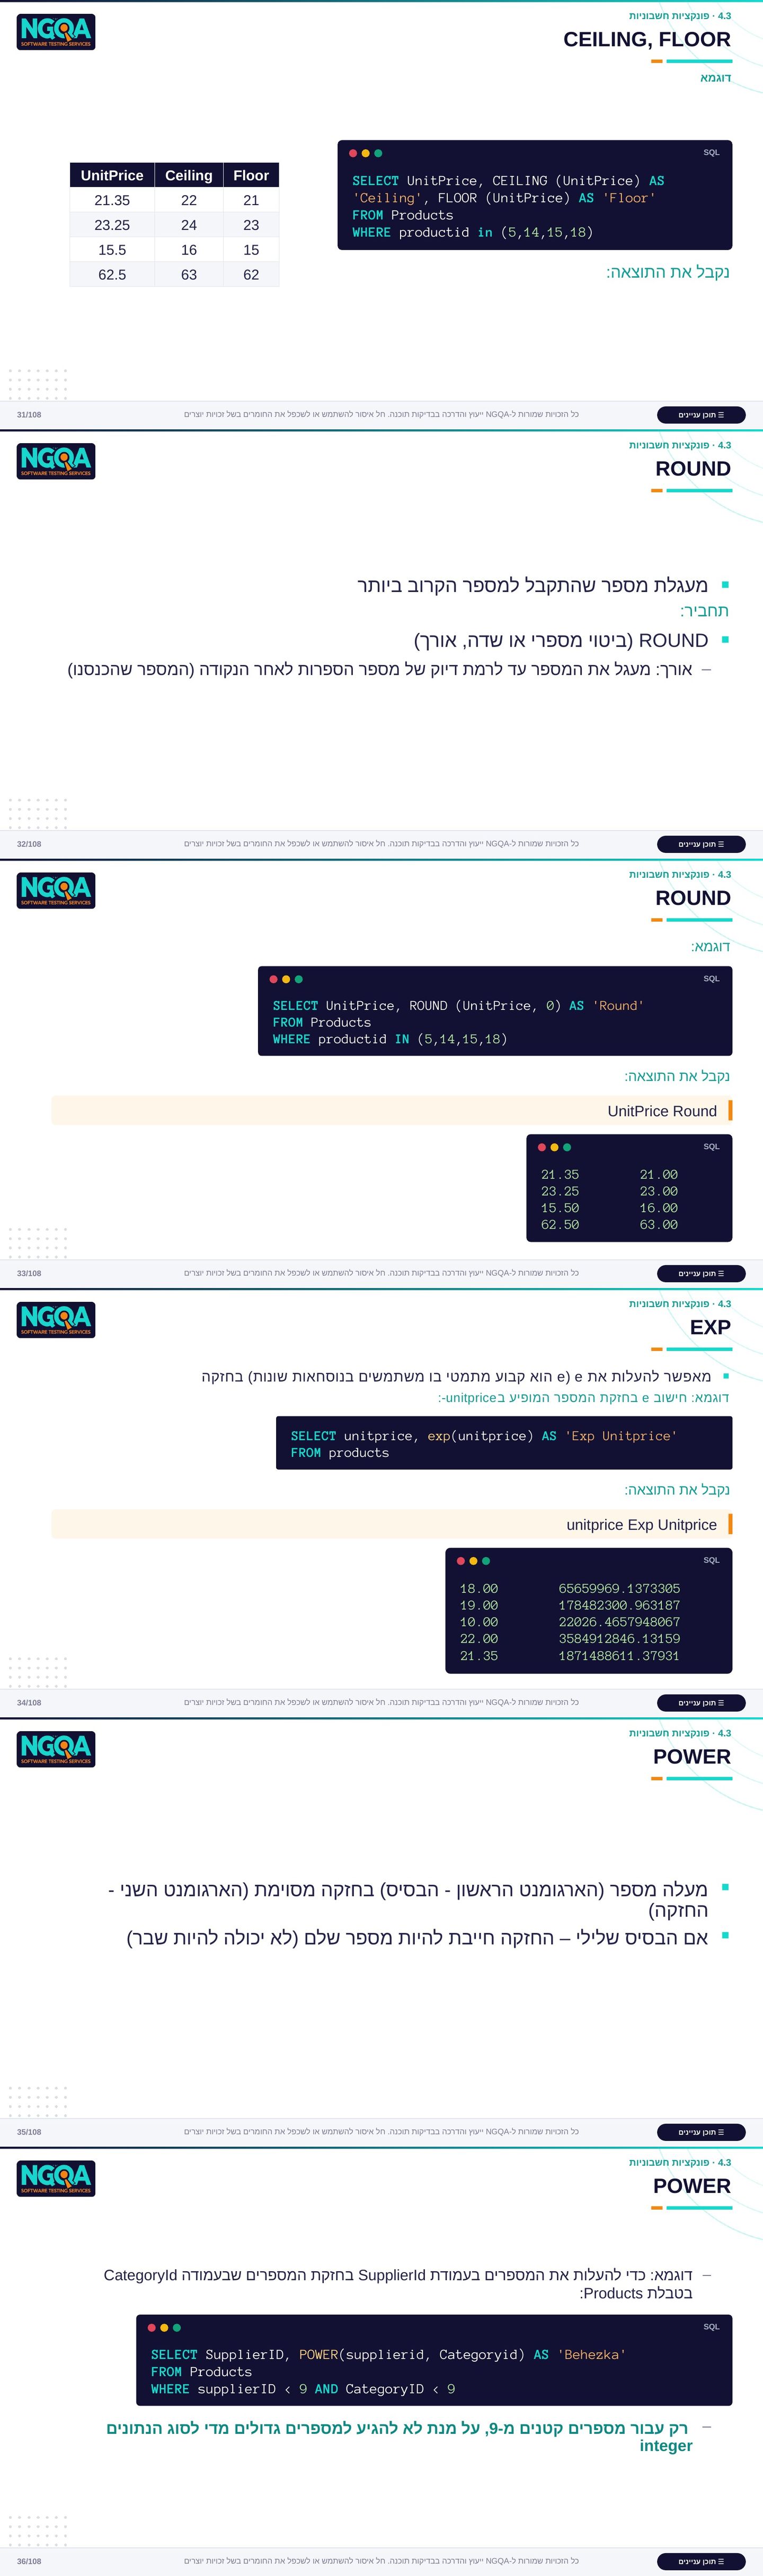 4.3 · פונקציות חשבוניות
NGQA
SOFTWARE TESTING SERVICES
CEILING, FLOOR
דוגמא
SQL
SELECT UnitPrice, CEILING (UnitPrice) AS
'Ceiling', FLOOR (UnitPrice) AS 'Floor'
FROM Products
WHERE productid in (5,14,15,18)
נקבל את התוצאה:
UnitPrice Ceiling Floor
21.35 22 21
23.25 24 23
15.5 16 15
62.5 63 62
☰ תוכן עניינים
כל הזכויות שמורות ל-NGQA ייעוץ והדרכה בבדיקות תוכנה. חל איסור להשתמש או לשכפל את החומרים בשל זכויות יוצרים
31/108
4.3 · פונקציות חשבוניות
NGQA
SOFTWARE TESTING SERVICES
ROUND
מעגלת מספר שהתקבל למספר הקרוב ביותר
תחביר:
ROUND (ביטוי מספרי או שדה, אורך)
– אורך: מעגל את המספר עד לרמת דיוק של מספר הספרות לאחר הנקודה (המספר שהכנסנו)
☰ תוכן עניינים
כל הזכויות שמורות ל-NGQA ייעוץ והדרכה בבדיקות תוכנה. חל איסור להשתמש או לשכפל את החומרים בשל זכויות יוצרים
32/108
4.3 · פונקציות חשבוניות
NGQA
SOFTWARE TESTING SERVICES
ROUND
דוגמא:
SQL
SELECT UnitPrice, ROUND (UnitPrice, 0) AS 'Round'
FROM Products
WHERE productid IN (5,14,15,18)
נקבל את התוצאה:
UnitPrice Round
SQL
21.35 21.00
23.25 23.00
15.50 16.00
62.50 63.00
☰ תוכן עניינים
כל הזכויות שמורות ל-NGQA ייעוץ והדרכה בבדיקות תוכנה. חל איסור להשתמש או לשכפל את החומרים בשל זכויות יוצרים
33/108
4.3 · פונקציות חשבוניות
NGQA
SOFTWARE TESTING SERVICES
EXP
מאפשר להעלות את e (e הוא קבוע מתמטי בו משתמשים בנוסחאות שונות) בחזקה
דוגמא: חישוב e בחזקת המספר המופיע בunitprice-:
SELECT unitprice, exp(unitprice) AS 'Exp Unitprice'
FROM products
נקבל את התוצאה:
unitprice Exp Unitprice
SQL
18.00 65659969.1373305
19.00 178482300.963187
10.00 22026.4657948067
22.00 3584912846.13159
21.35 1871488611.37931
☰ תוכן עניינים
כל הזכויות שמורות ל-NGQA ייעוץ והדרכה בבדיקות תוכנה. חל איסור להשתמש או לשכפל את החומרים בשל זכויות יוצרים
34/108
4.3 · פונקציות חשבוניות
NGQA
SOFTWARE TESTING SERVICES
POWER
מעלה מספר (הארגומנט הראשון - הבסיס) בחזקה מסוימת (הארגומנט השני -
החזקה)
אם הבסיס שלילי – החזקה חייבת להיות מספר שלם (לא יכולה להיות שבר)
☰ תוכן עניינים
כל הזכויות שמורות ל-NGQA ייעוץ והדרכה בבדיקות תוכנה. חל איסור להשתמש או לשכפל את החומרים בשל זכויות יוצרים
35/108
4.3 · פונקציות חשבוניות
NGQA
SOFTWARE TESTING SERVICES
POWER
– דוגמא: כדי להעלות את המספרים בעמודת SupplierId בחזקת המספרים שבעמודה CategoryId
בטבלת Products:
SQL
SELECT SupplierID, POWER(supplierid, Categoryid) AS 'Behezka'
FROM Products
WHERE supplierID < 9 AND CategoryID < 9
– רק עבור מספרים קטנים מ-9, על מנת לא להגיע למספרים גדולים מדי לסוג הנתונים
integer
☰ תוכן עניינים
כל הזכויות שמורות ל-NGQA ייעוץ והדרכה בבדיקות תוכנה. חל איסור להשתמש או לשכפל את החומרים בשל זכויות יוצרים
36/108